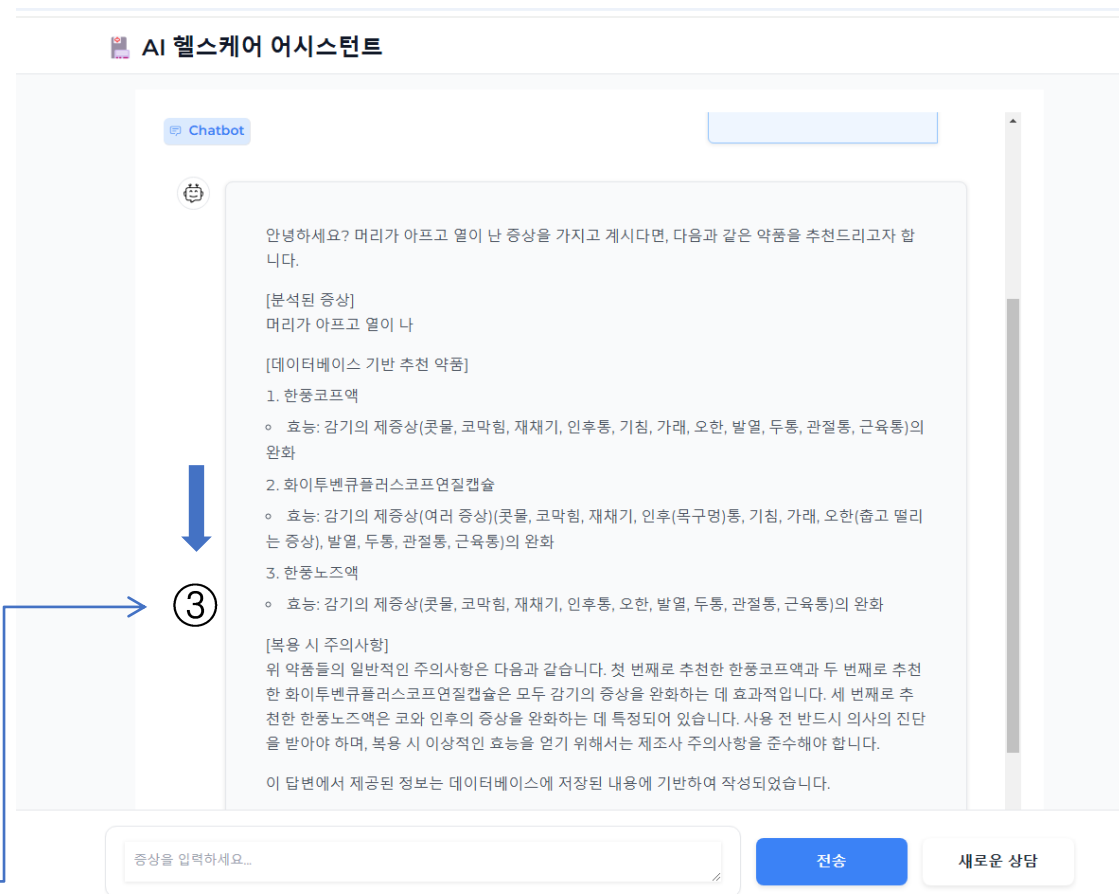 AI 헬스케어 어시스턴트
Chatbot
안녕하세요? 머리가 아프고 열이 난 증상을 가지고 계시다면, 다음과 같은 약품을 추천드리고자 합
니다.
[분석된 증상]
머리가 아프고 열이 나
[데이터베이스 기반 추천 약품]
1. 한풍코프액
◦ 효능: 감기의 제증상(콧물, 코막힘, 재채기, 인후통, 기침, 가래, 오한, 발열, 두통, 관절통, 근육통)의
완화
2. 화이투벤큐플러스코프연질캡슐
◦ 효능: 감기의 제증상(여러 증상)(콧물, 코막힘, 재채기, 인후(목구멍)통, 기침, 가래, 오한(춥고 떨리
는 증상), 발열, 두통, 관절통, 근육통)의 완화
3. 한풍노즈액
◦ 효능: 감기의 제증상(콧물, 코막힘, 재채기, 인후통, 오한, 발열, 두통, 관절통, 근육통)의 완화
③
[복용 시 주의사항]
위 약품들의 일반적인 주의사항은 다음과 같습니다. 첫 번째로 추천한 한풍코프액과 두 번째로 추천
한 화이투벤큐플러스코프연질캡슐은 모두 감기의 증상을 완화하는 데 효과적입니다. 세 번째로 추
천한 한풍노즈액은 코와 인후의 증상을 완화하는 데 특정되어 있습니다. 사용 전 반드시 의사의 진단
을 받아야 하며, 복용 시 이상적인 효능을 얻기 위해서는 제조사 주의사항을 준수해야 합니다.
이 답변에서 제공된 정보는 데이터베이스에 저장된 내용에 기반하여 작성되었습니다.
증상을 입력하세요...
전송
새로운 상담